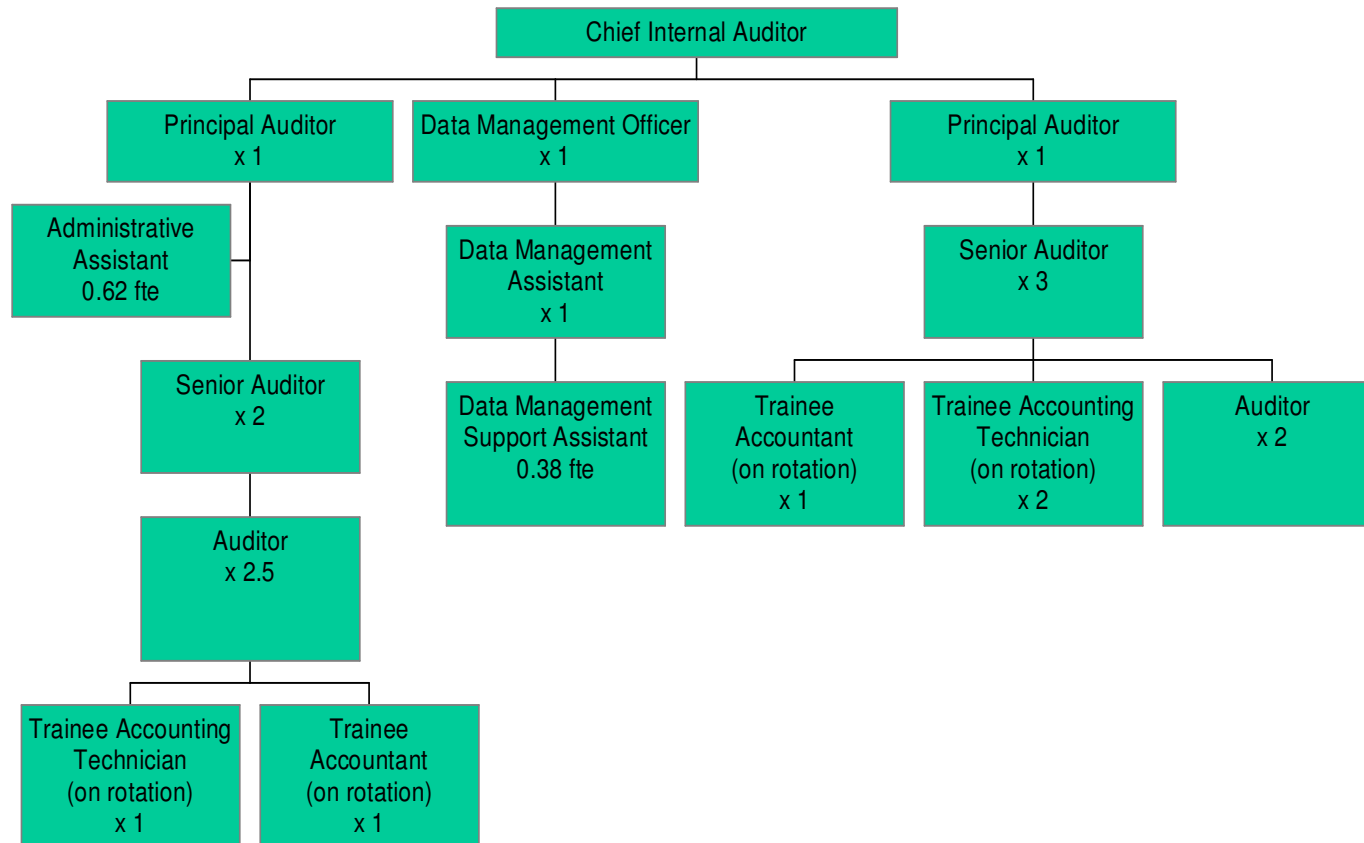 Chief Internal Auditor
Principal Auditor
x 1
Data Management Officer
x 1
Principal Auditor
x 1
Administrative
Assistant
0.62 fte
Data Management
Assistant
x 1
Senior Auditor
x 3
Senior Auditor
x 2
Data Management
Support Assistant
0.38 fte
Trainee
Accountant
(on rotation)
x 1
Trainee Accounting
Technician
(on rotation)
x 2
Auditor
x 2
Auditor
x 2.5
Trainee Accounting
Technician
(on rotation)
x 1
Trainee
Accountant
(on rotation)
x 1